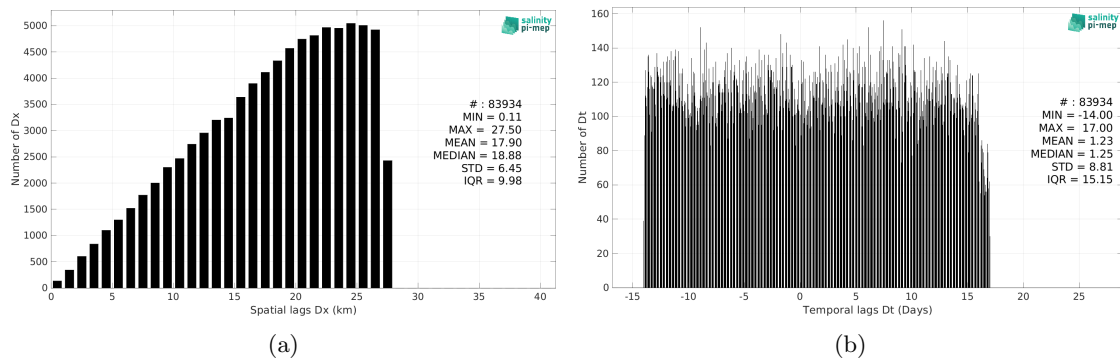 Number of Dx
5000
4500
4000
3500
3000
2500
2000
1500
1000
500
0
salinity
pi-mep
# : 83934
MIN = 0.11
MAX = 27.50
MEAN = 17.90
MEDIAN = 18.88
STD = 6.45
IQR = 9.98
0 5 10 15 20 25 30 35 40
Spatial lags Dx (km)
(a)
Number of Dt
160
140
120
100
80
60
40
20
0
salinity
pi-mep
# : 83934
MIN = -14.00
MAX = 17.00
MEAN = 1.23
MEDIAN = 1.25
STD = 8.81
IQR = 15.15
-15 -10 -5 0 5 10 15 20 25
Temporal lags Dt (Days)
(b)